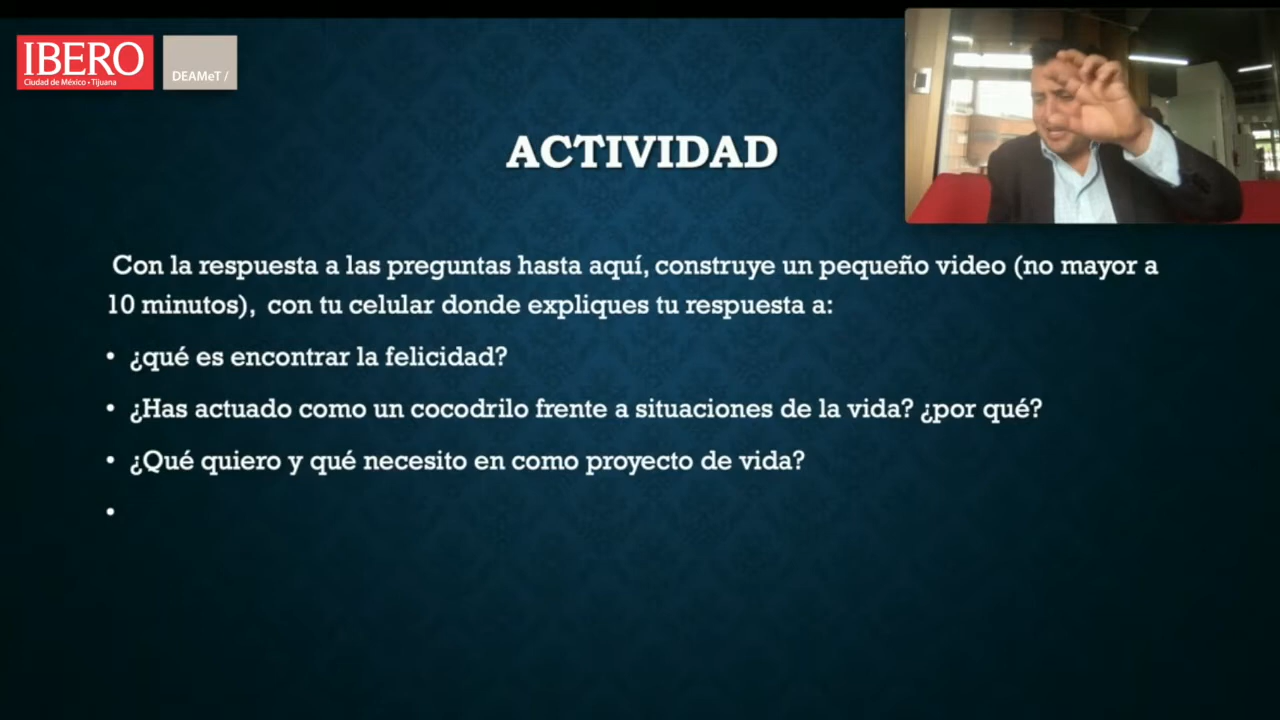 IBERO
Ciudad de México • Tijuana
DEAMeT /
ACTIVIDAD
Con la respuesta a las preguntas hasta aquí, construye un pequeño video (no mayor a
10 minutos), con tu celular donde expliques tu respuesta a:
• ¿qué es encontrar la felicidad?
• ¿Has actuado como un cocodrilo frente a situaciones de la vida? ¿por qué?
• ¿Qué quiero y qué necesito en como proyecto de vida?
•